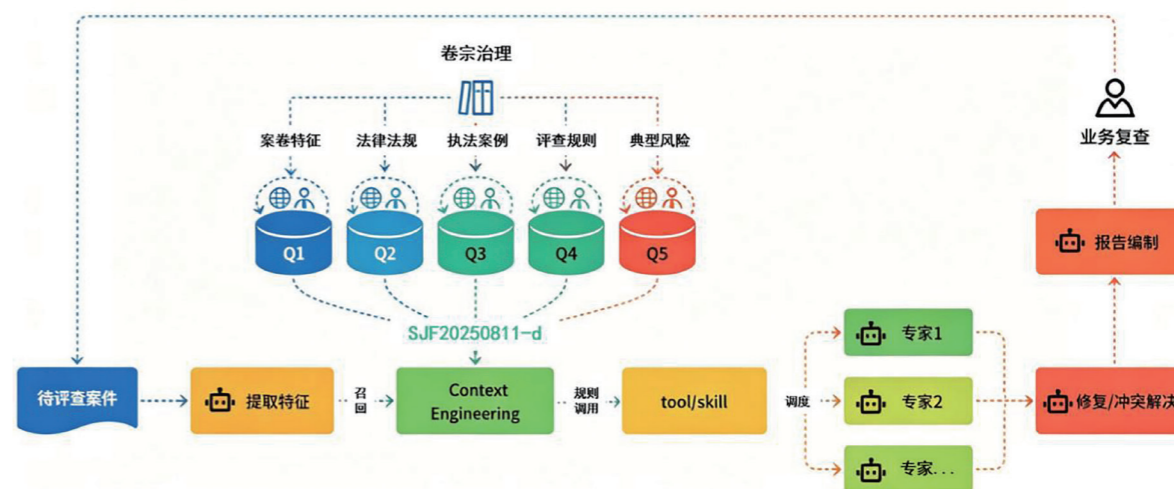 卷宗治理
业务复查
案卷特征
法律法规
执法案例
评查规则
典型风险
Q1
Q2
Q3
Q4
Q5
报告编制
SJF20250811-d
专家1
待评查案件
提取特征
召回
Context
Engineering
规则
调用
tool/skill
调度
专家2
修复/冲突解决
专家...